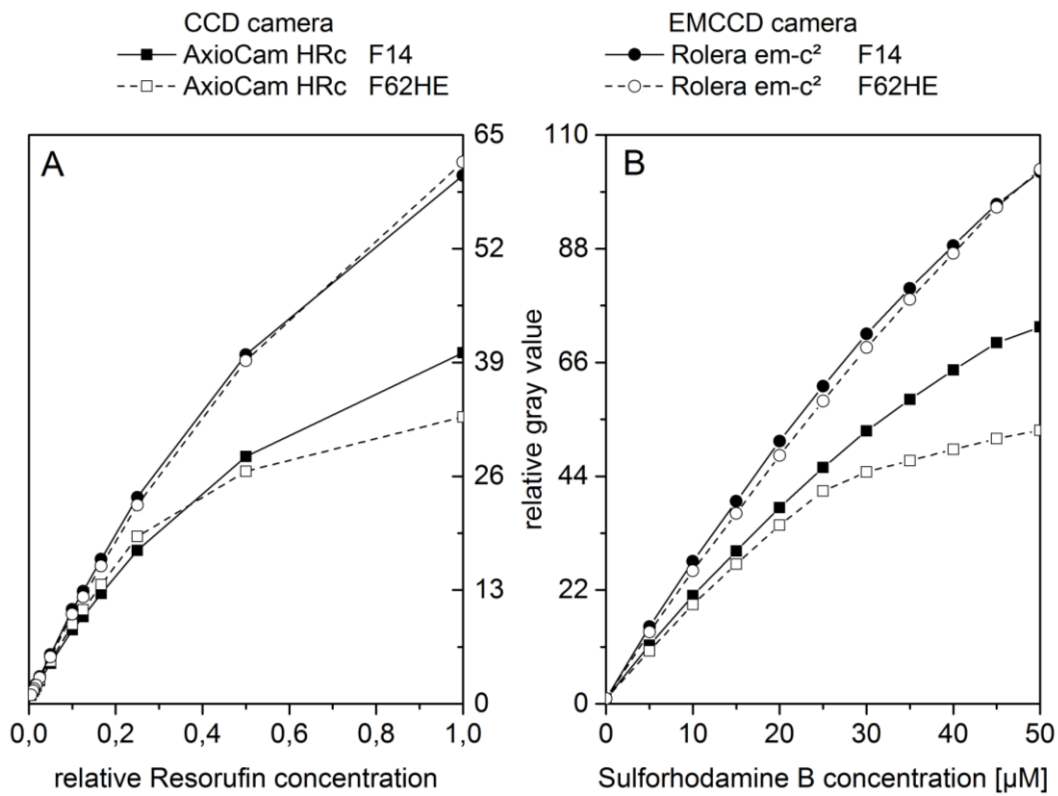 CCD camera
AxioCam HRc F14
AxioCam HRc F62HE
EMCCD camera
Rolera em-c² F14
Rolera em-c² F62HE
A
65
52
39
26
13
0
0,0 0,2 0,4 0,6 0,8 1,0
relative Resorufin concentration
relative gray value
B
110
88
66
44
22
0
0 10 20 30 40 50
Sulforhodamine B concentration [µM]